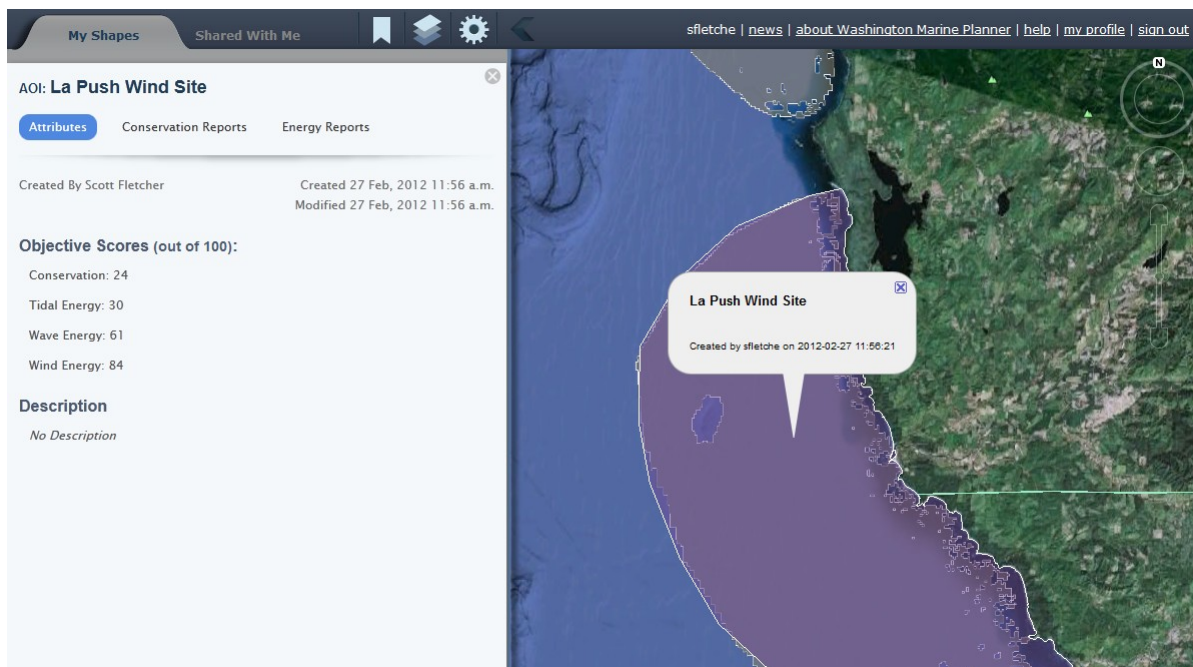 My Shapes
Shared With Me
sfletche | news | about Washington Marine Planner | help | my profile | sign out
AOI: La Push Wind Site
Attributes
Conservation Reports
Energy Reports
Created By Scott Fletcher
Created 27 Feb, 2012 11:56 a.m.
Modified 27 Feb, 2012 11:56 a.m.
Objective Scores (out of 100):
Conservation: 24
Tidal Energy: 30
Wave Energy: 61
Wind Energy: 84
Description
No Description
N
La Push Wind Site
Created by sfletche on 2012-02-27 11:56:21